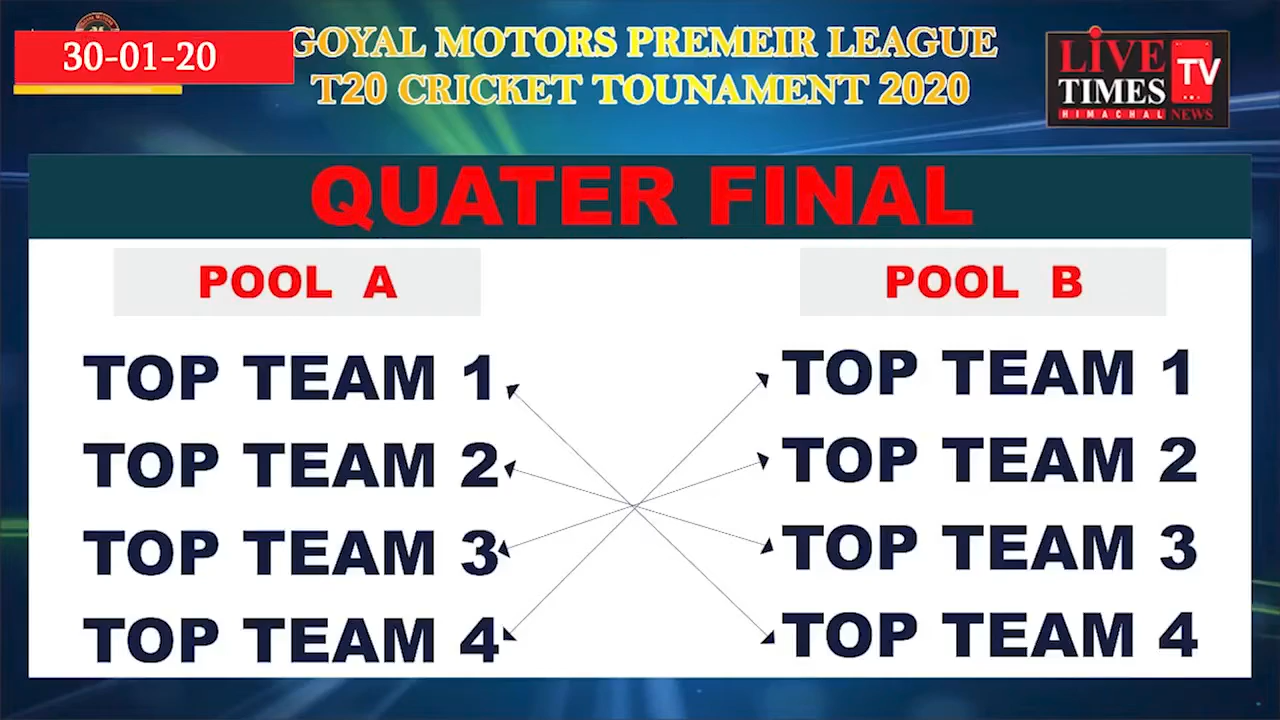 30-01-20
GOYAL MOTORS PREMEIR LEAGUE
T20 CRICKET TOUNAMENT 2020
LIVE
TIMES
TV
HIMACHAL NEWS
QUATER FINAL
POOL A
POOL B
TOP TEAM 1
TOP TEAM 1
TOP TEAM 2
TOP TEAM 2
TOP TEAM 3
TOP TEAM 3
TOP TEAM 4
TOP TEAM 4